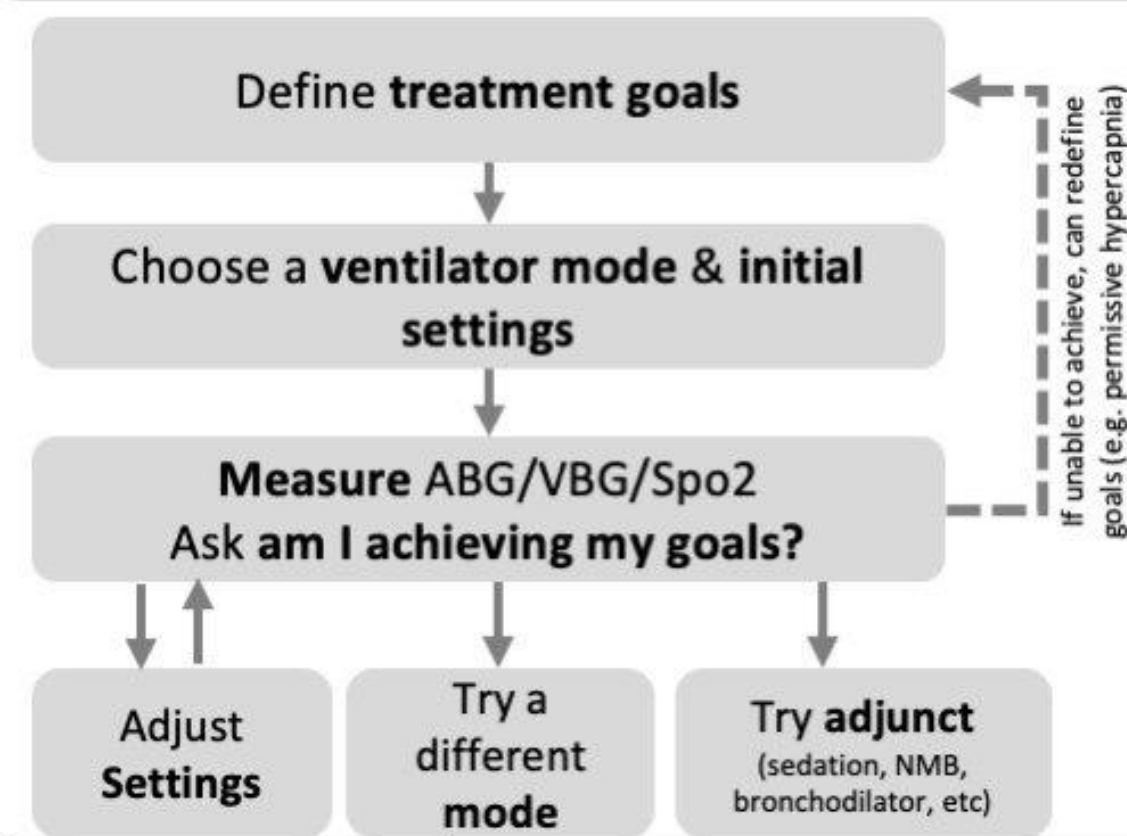 Define treatment goals
Choose a ventilator mode & initial
settings
Measure ABG/VBG/Spo2
Ask am I achieving my goals?
If unable to achieve, can redefine
goals (e.g. permissive hypercapnia)
Adjust
Settings
Try a
different
mode
Try adjunct
(sedation, NMB,
bronchodilator, etc)